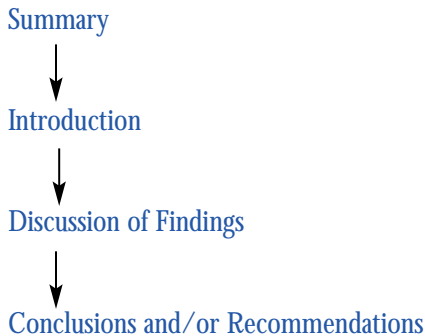 Summary
Introduction
Discussion of Findings
Conclusions and/or Recommendations